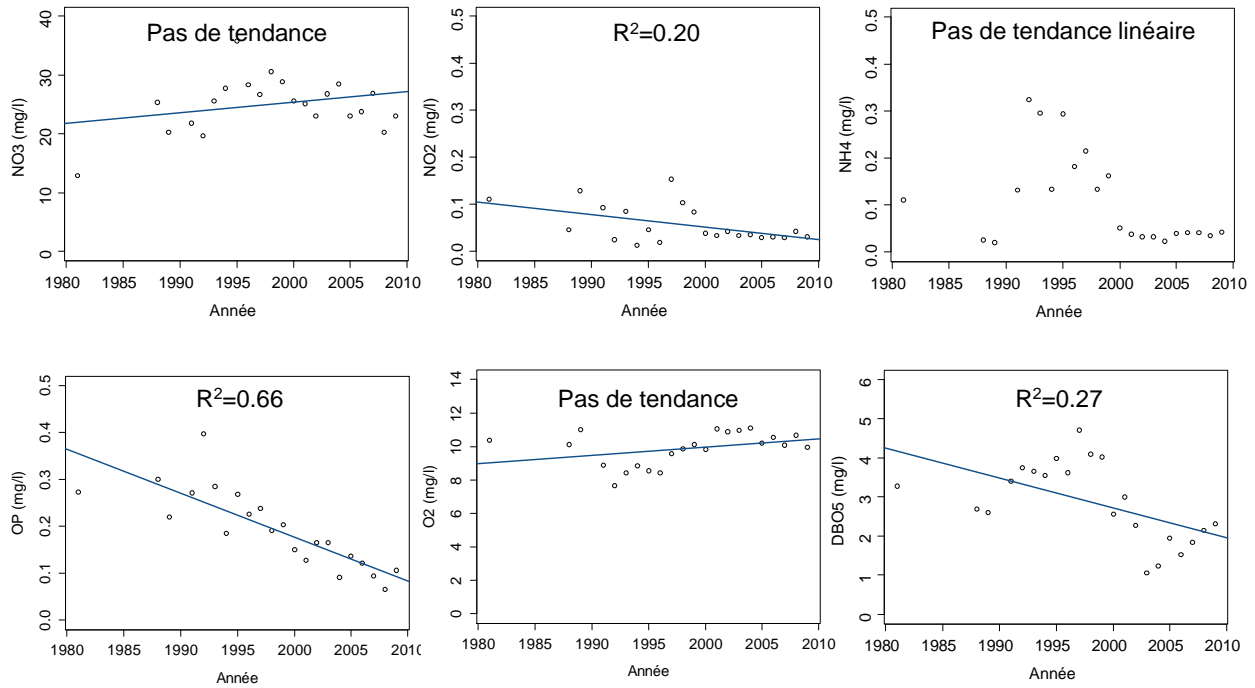 Pas de tendance
NO3 (mg/l)
40
30
20
10
0
1980 1985 1990 1995 2000 2005 2010
Année
R²=0.20
NO2 (mg/l)
0.5
0.4
0.3
0.2
0.1
0.0
1980 1985 1990 1995 2000 2005 2010
Année
Pas de tendance linéaire
NH4 (mg/l)
0.5
0.4
0.3
0.2
0.1
0.0
1980 1985 1990 1995 2000 2005 2010
Année
R²=0.66
OP (mg/l)
0.5
0.4
0.3
0.2
0.1
0.0
1980 1985 1990 1995 2000 2005 201
Année
Pas de tendance
O2 (mg/l)
14
12
10
8
6
4
2
0
1980 1985 1990 1995 2000 2005 2010
Année
R²=0.27
DBO5 (mg/l)
6
5
4
3
2
1
0
1980 1985 1990 1995 2000 2005 2010
Année